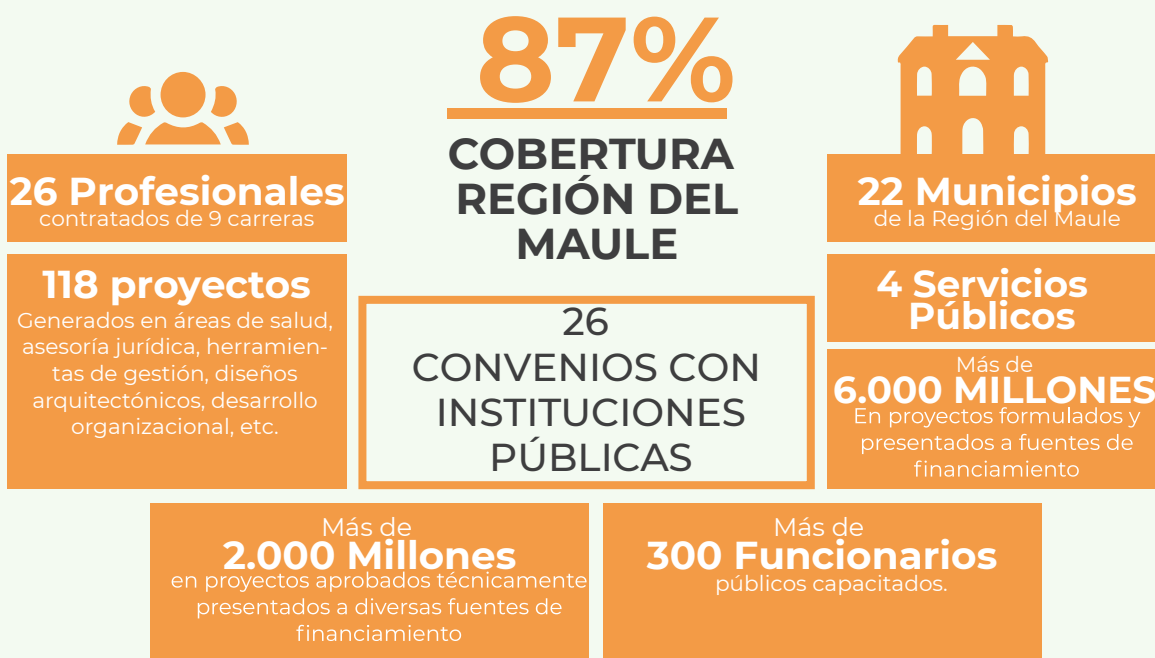 87%
COBERTURA
REGIÓN DEL
MAULE
26 Profesionales
contratados de 9 carreras
118 proyectos
Generados en áreas de salud,
asesoría jurídica, herramien-
tas de gestión, diseños
arquitectónicos, desarrollo
organizacional, etc.
26
CONVENIOS CON
INSTITUCIONES
PÚBLICAS
22 Municipios
de la Región del Maule
4 Servicios
Públicos
Más de
6.000 MILLONES
En proyectos formulados y
presentados a fuentes de
financiamiento
Más de
2.000 Millones
en proyectos aprobados técnicamente
presentados a diversas fuentes de
financiamiento
Más de
300 Funcionarios
públicos capacitados.